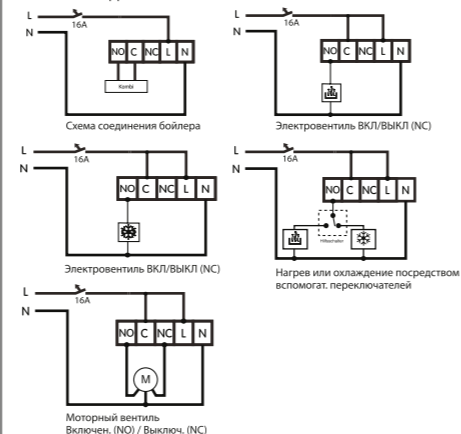 L
16A
N
NO C NC L N
Kombi
Схема соединения бойлера
L
16A
N
NO C NC L N
Электровентиль ВКЛ/ВЫКЛ (NC)
L
16A
N
NO C NC L N
Электровентиль ВКЛ/ВЫКЛ (NC)
L
16A
N
NO C NC L N
Нагрев или охлаждение посредством
вспомогат. переключателей
L
16A
N
NO C NC L N
M
Моторный вентиль
Включен. (NO) / Выключ. (NC)